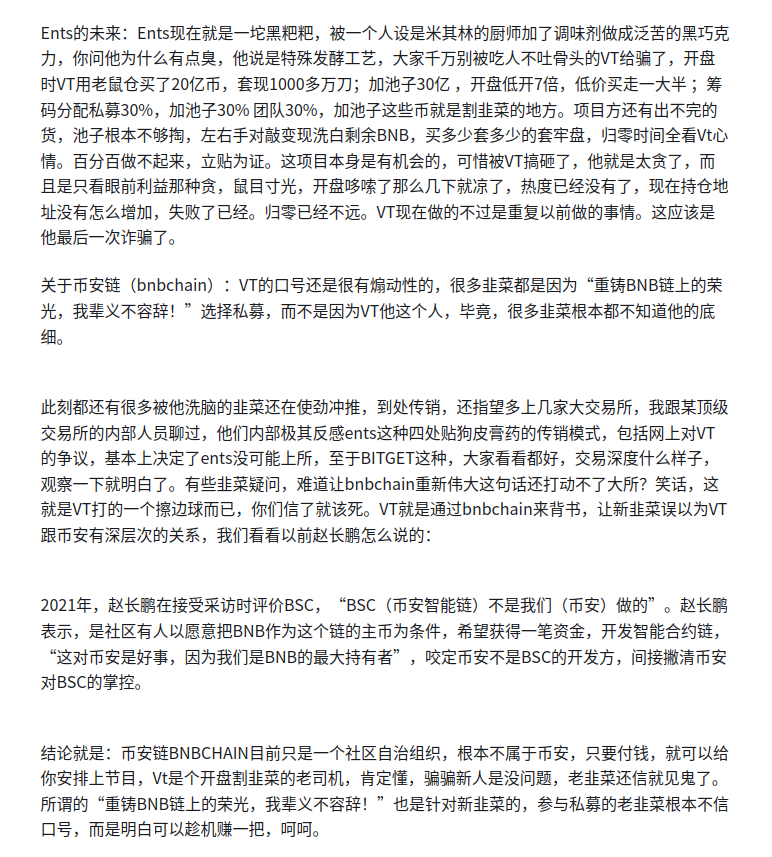 Ents的未来：Ents现在就是一坨黑粑粑，被一个人设是米其林的厨师加了调味剂做成泛苦的黑巧克
力，你问他为什么有点臭，他说是特殊发酵工艺，大家千万别被吃人不吐骨头的VT给骗了，开盘
时VT用老鼠仓买了20亿币，套现1000多万刀；加池子30亿 ，开盘低开7倍，低价买走一大半 ；筹
码分配私募30%，加池子30% 团队30%，加池子这些币就是割韭菜的地方。项目方还有出不完的
货，池子根本不够掏，左右手对敲变现洗白剩余BNB，买多少套多少的套牢盘，归零时间全看Vt心
情。百分百做不起来，立贴为证。这项目本身是有机会的，可惜被VT搞砸了，他就是太贪了，而
且是只看眼前利益那种贪，鼠目寸光，开盘哆嗦了那么几下就凉了，热度已经没有了，现在持仓地
址没有怎么增加，失败了已经。归零已经不远。VT现在做的不过是重复以前做的事情。这应该是
他最后一次诈骗了。
关于币安链（bnbchain）：VT的口号还是很有煽动性的，很多韭菜都是因为“重铸BNB链上的荣
光，我辈义不容辞！”选择私募，而不是因为VT他这个人，毕竟，很多韭菜根本都不知道他的底
细。
此刻都还有很多被他洗脑的韭菜还在使劲冲推，到处传销，还指望多上几家大交易所，我跟某顶级
交易所的内部人员聊过，他们内部极其反感ents这种四处贴狗皮膏药的传销模式，包括网上对VT
的争议，基本上决定了ents没可能上所，至于BITGET这种，大家看看都好，交易深度什么样子，
观察一下就明白了。有些韭菜疑问，难道让bnbchain重新伟大这句话还打动不了大所？笑话，这
就是VT打的一个擦边球而已，你们信了就该死。VT就是通过bnbchain来背书，让新韭菜误以为VT
跟币安有深层次的关系，我们看看以前赵长鹏怎么说的：
2021年，赵长鹏在接受采访时评价BSC，“BSC（币安智能链）不是我们（币安）做的”。赵长鹏
表示，是社区有人以愿意把BNB作为这个链的主币为条件，希望获得一笔资金，开发智能合约链，
“这对币安是好事，因为我们是BNB的最大持有者”，咬定币安不是BSC的开发方，间接撇清币安
对BSC的掌控。
结论就是：币安链BNBCHAIN目前只是一个社区自治组织，根本不属于币安，只要付钱，就可以给
你安排上节目，Vt是个开盘割韭菜的老司机，肯定懂，骗骗新人是没问题，老韭菜还信就见鬼了。
所谓的“重铸BNB链上的荣光，我辈义不容辞！”也是针对新韭菜的，参与私募的老韭菜根本不信
口号，而是明白可以趁机赚一把，呵呵。